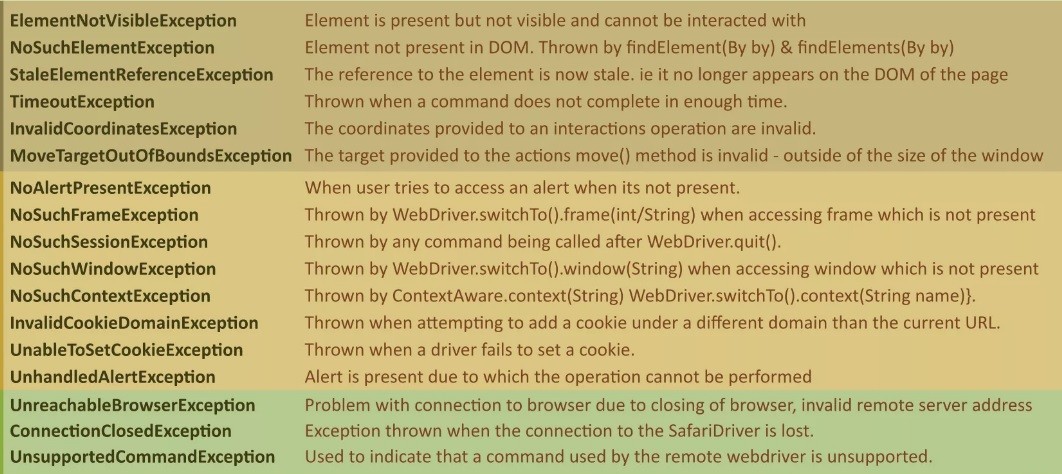 ElementNotVisibleException Element is present but not visible and cannot be interacted with
NoSuchElementException Element not present in DOM. Thrown by findElement(By by) & findElements(By by)
StaleElementReferenceException The reference to the element is now stale. ie it no longer appears on the DOM of the page
TimeoutException Thrown when a command does not complete in enough time.
InvalidCoordinatesException The coordinates provided to an interactions operation are invalid.
MoveTargetOutOfBoundsException The target provided to the actions move() method is invalid - outside of the size of the window
NoAlertPresentException When user tries to access an alert when its not present.
NoSuchFrameException Thrown by WebDriver.switchTo().frame(int/String) when accessing frame which is not present
NoSuchSessionException Thrown by any command being called after WebDriver.quit().
NoSuchWindowException Thrown by WebDriver.switchTo().window(String) when accessing window which is not present
NoSuchContextException Thrown by ContextAware.context(String) WebDriver.switchTo().context(String name)}.
InvalidCookieDomainException Thrown when attempting to add a cookie under a different domain than the current URL.
UnableToSetCookieException Thrown when a driver fails to set a cookie.
UnhandledAlertException Alert is present due to which the operation cannot be performed
UnreachableBrowserException Problem with connection to browser due to closing of browser, invalid remote server address
ConnectionClosedException Exception thrown when the connection to the SafariDriver is lost.
UnsupportedCommandException Used to indicate that a command used by the remote webdriver is unsupported.